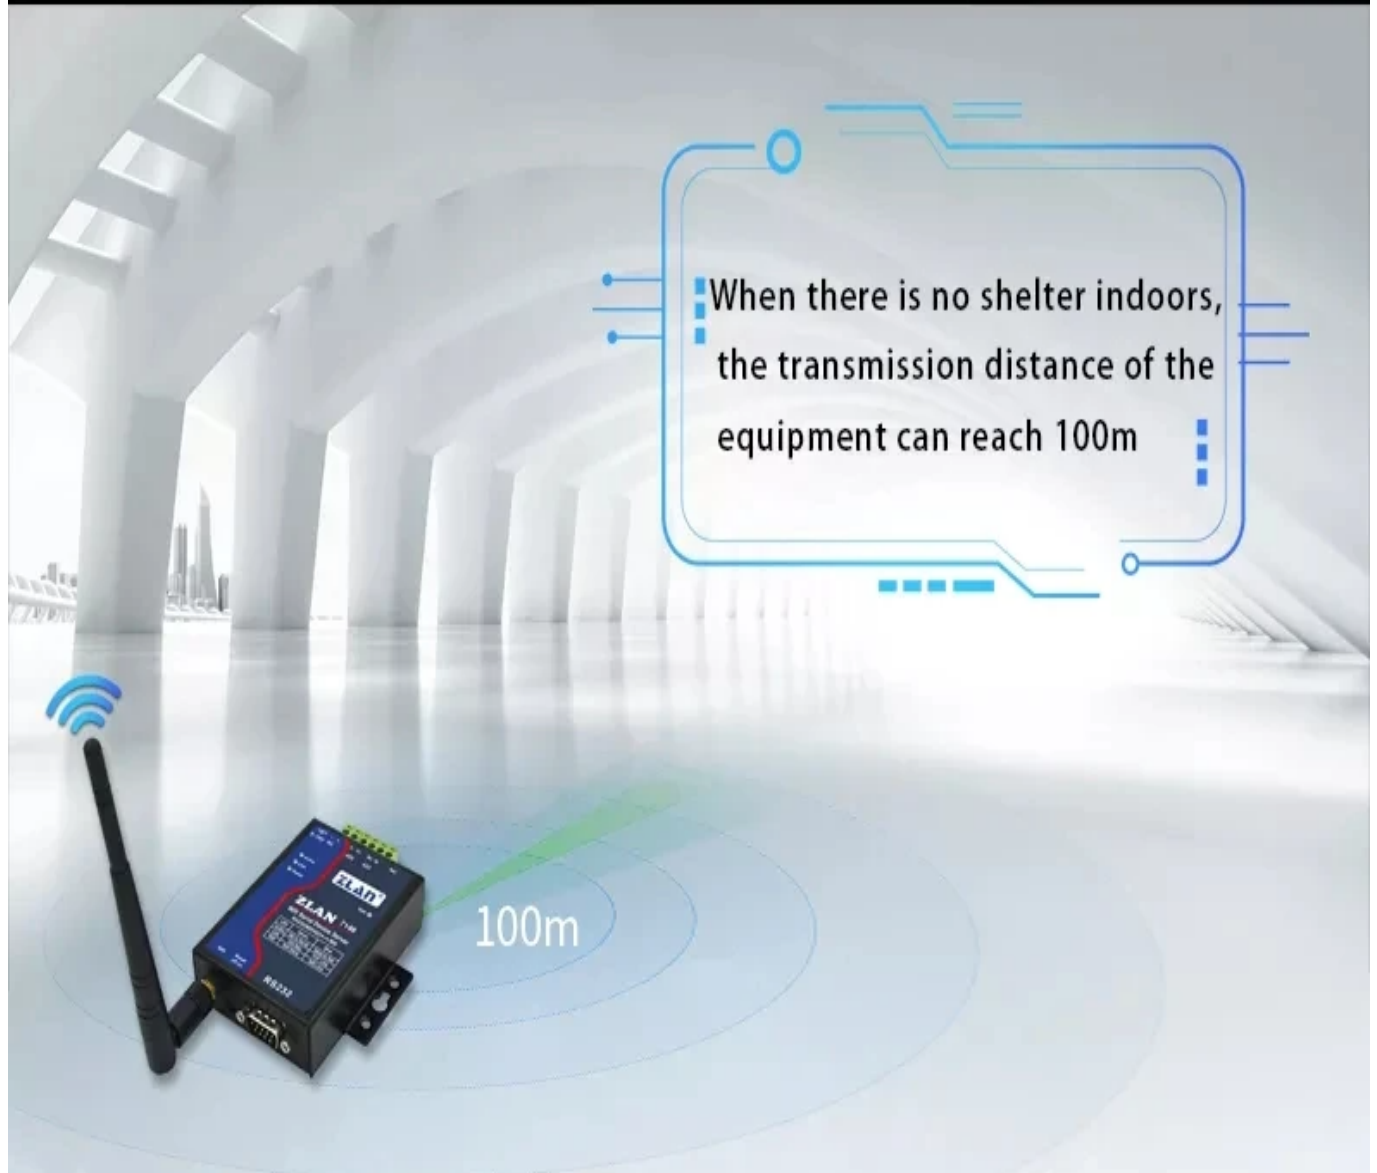 When there is no shelter indoors,
the transmission distance of the
equipment can reach 100m
100m
ZLAN®
ZLAN
RS232